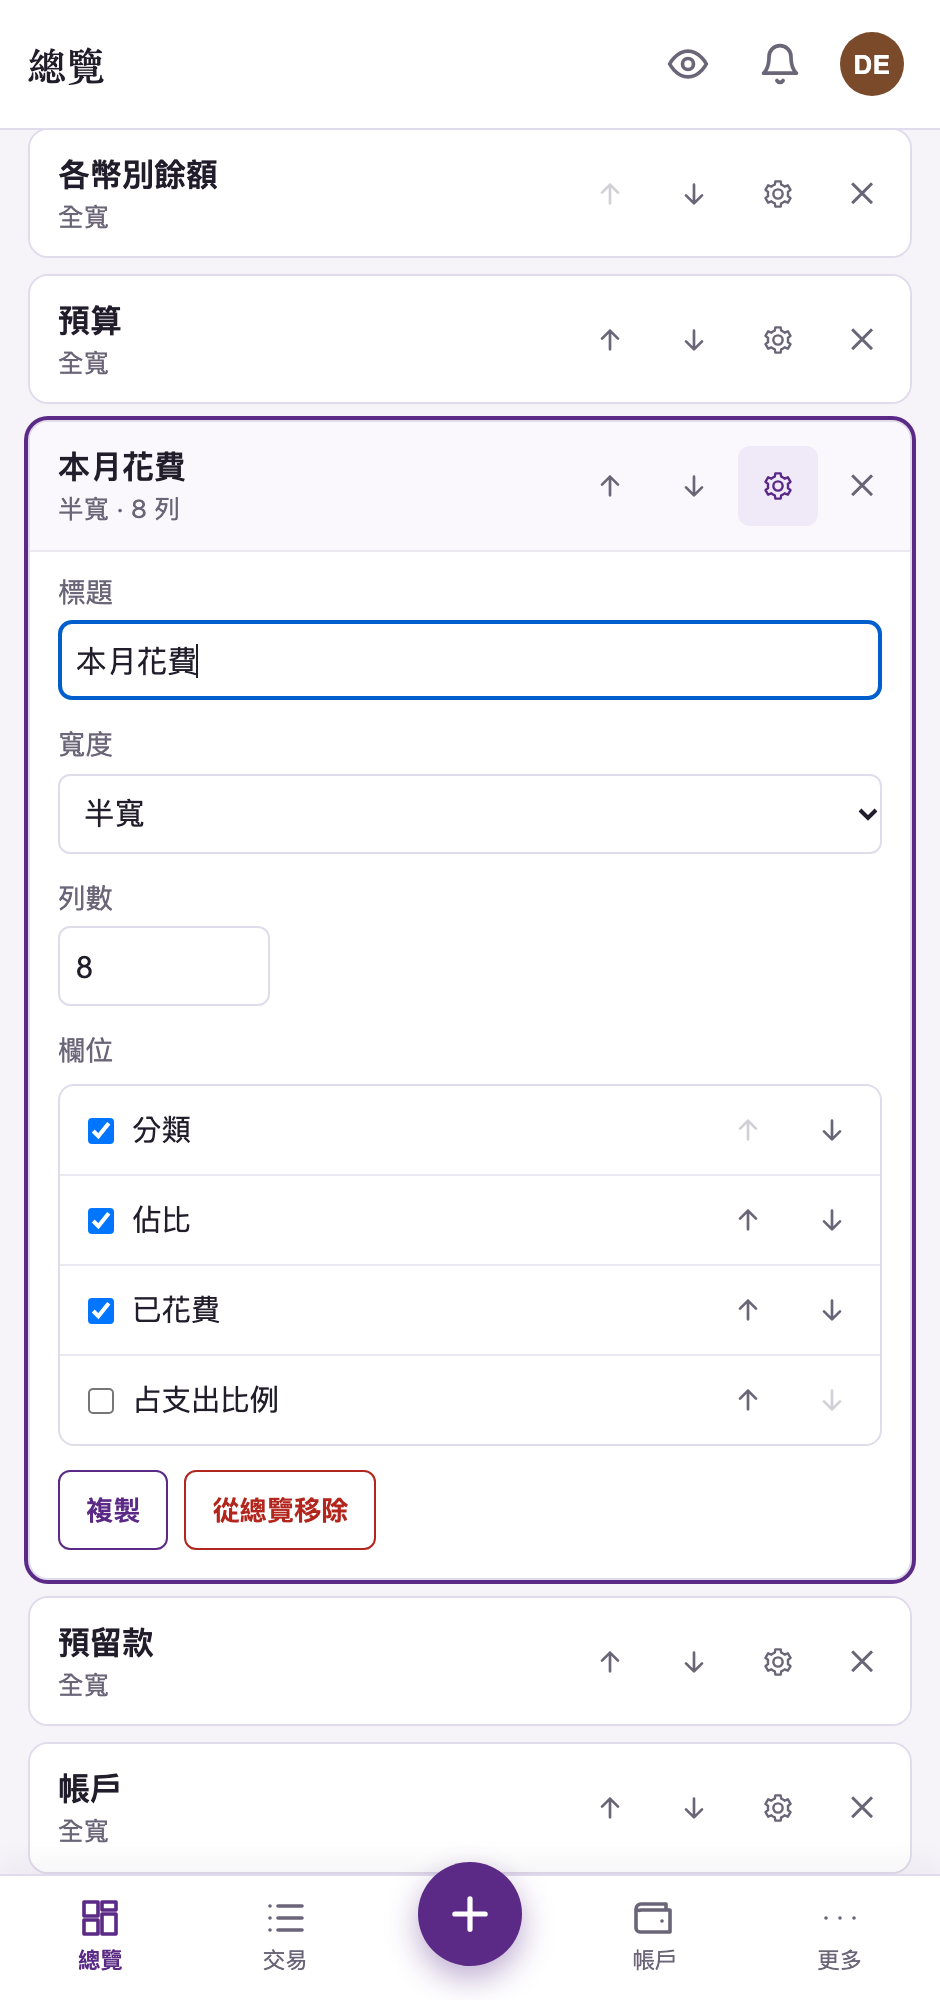 總覽
DE
各幣別餘額
全寬
預算
全寬
本月花費
半寬 · 8 列
標題
本月花費
寬度
半寬
列數
8
欄位
分類
佔比
已花費
占支出比例
複製
從總覽移除
預留款
全寬
帳戶
全寬
總覽
交易
帳戶
更多